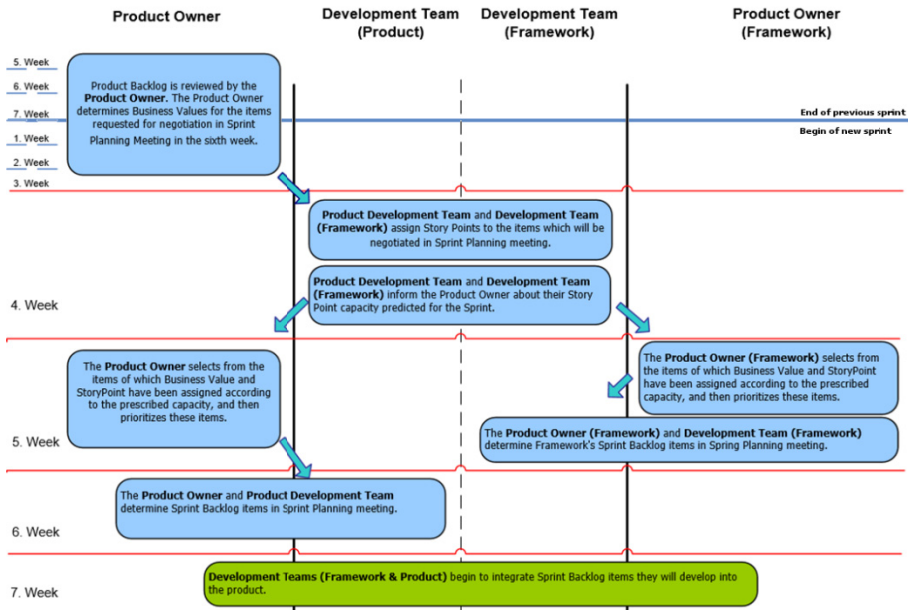 Product Owner
Development Team
(Product)
Development Team
(Framework)
Product Owner
(Framework)
5. Week
6. Week
7. Week
1. Week
2. Week
3. Week
Product Backlog is reviewed by the
Product Owner. The Product Owner
determines Business Values for the items
requested for negotiation in Sprint
Planning Meeting in the sixth week.
End of previous sprint
Begin of new sprint
Product Development Team and Development Team
(Framework) assign Story Points to the items which will be
negotiated in Sprint Planning meeting.
4. Week
Product Development Team and Development Team
(Framework) inform the Product Owner about their Story
Point capacity predicted for the Sprint.
The Product Owner selects from the
items of which Business Value and
StoryPoint have been assigned according
to the prescribed capacity, and then
prioritizes these items.
The Product Owner (Framework) selects from
the items of which Business Value and StoryPoint
have been assigned according to the prescribed
capacity, and then prioritizes these items.
5. Week
The Product Owner (Framework) and Development Team (Framework)
determine Framework's Sprint Backlog items in Spring Planning meeting.
The Product Owner and Product Development Team
determine Sprint Backlog items in Sprint Planning meeting.
6. Week
Development Teams (Framework & Product) begin to integrate Sprint Backlog items they will develop into
the product.
7. Week